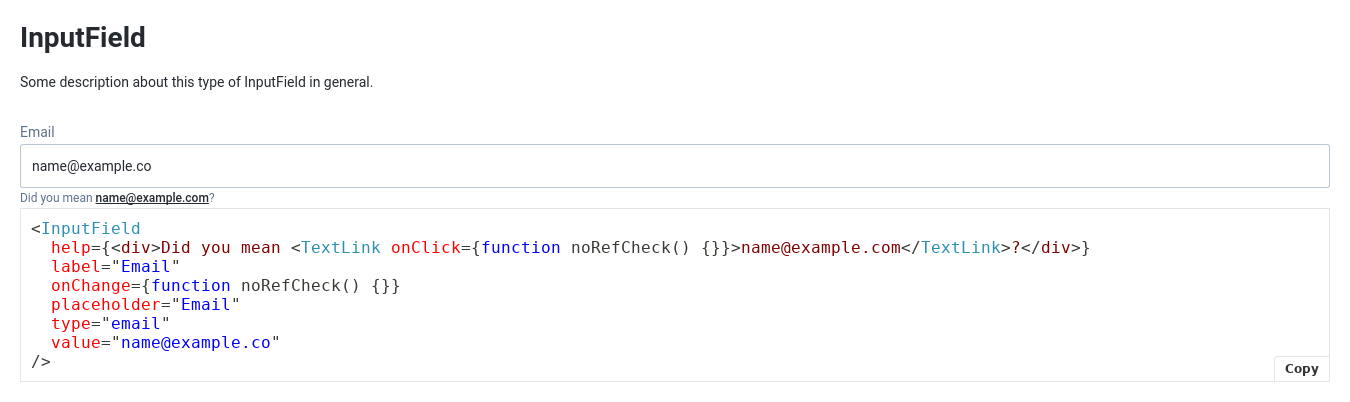 InputField
Some description about this type of InputField in general.
Email
name@example.co
Did you mean name@example.com?
<InputField
  help={<div>Did you mean <TextLink onClick={function noRefCheck() {}}>name@example.com</TextLink>?</div>}
  label="Email"
  onChange={function noRefCheck() {}}
  placeholder="Email"
  type="email"
  value="name@example.co"
/>
Copy